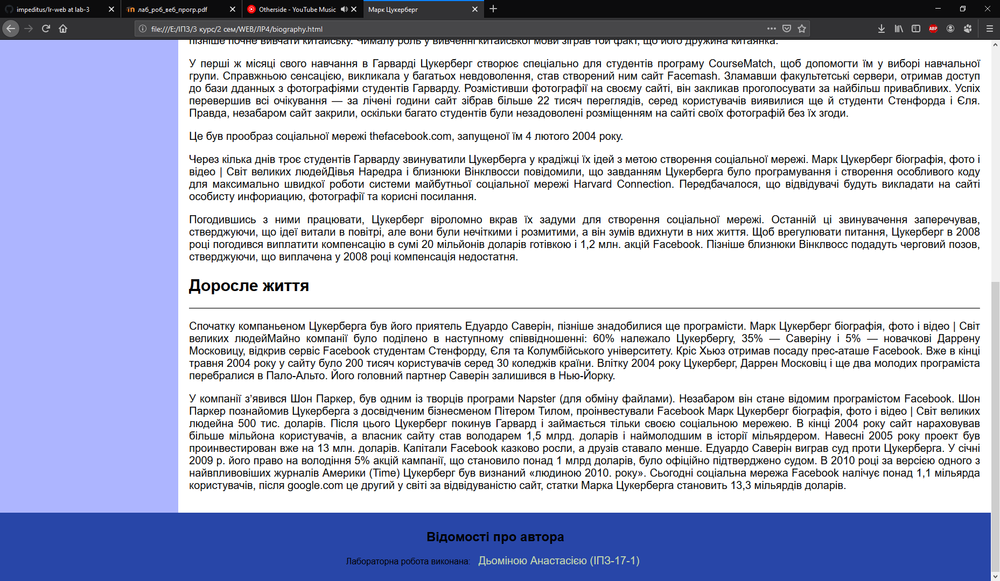 impeditus/lr-web at lab-3
лаб_роб_веб_прогр.pdf
Otherside - YouTube Music
Марк Цукерберг
file:///E:/ІПЗ/3 курс/2 сем/WEB/ЛР4/biography.html
ABP
пізніше почне вивчати китайську. Чималу роль у вивченні китайської мови зіграв той факт, що його дружина китаянка.
У перші ж місяці свого навчання в Гарварді Цукерберг створює спеціально для студентів програму CourseMatch, щоб допомогти їм у виборі навчальної
групи. Справжньою сенсацією, викликала у багатьох невдоволення, став створений ним сайт Facemash. Зламавши факультетські сервери, отримав доступ
до бази дданных з фотографіями студентів Гарварду. Розмістивши фотографії на своєму сайті, він закликав проголосувати за найбільш привабливих. Успіх
перевершив всі очікування — за лічені години сайт зібрав більше 22 тисяч переглядів, серед користувачів виявилися ще й студенти Стенфорда і Єля.
Правда, незабаром сайт закрили, оскільки багато студентів були незадоволені розміщенням на сайті своїх фотографій без їх згоди.
Це був прообраз соціальної мережі thefacebook.com, запущеної їм 4 лютого 2004 року.
Через кілька днів троє студентів Гарварду звинуватили Цукерберга у крадіжці їх ідей з метою створення соціальної мережі. Марк Цукерберг біографія, фото і
відео | Світ великих людейДівья Наредра і близнюки Вінклвосси повідомили, що завданням Цукерберга було програмування і створення особливого коду
для максимально швидкої роботи системи майбутньої соціальної мережі Harvard Connection. Передбачалося, що відвідувачі будуть викладати на сайті
особисту инфориацию, фотографії та корисні посилання.
Погодившись з ними працювати, Цукерберг віроломно вкрав їх задуми для створення соціальної мережі. Останній ці звинувачення заперечував,
стверджуючи, що ідеї витали в повітрі, але вони були нечіткими і розмитими, а він зумів вдихнути в них життя. Щоб врегулювати питання, Цукерберг в 2008
році погодився виплатити компенсацію в сумі 20 мільйонів доларів готівкою і 1,2 млн. акцій Facebook. Пізніше близнюки Вінклвосс подадуть черговий позов,
стверджуючи, що виплачена у 2008 році компенсація недостатня.
Доросле життя
Спочатку компаньеном Цукерберга був його приятель Едуардо Саверін, пізніше знадобилися ще програмісти. Марк Цукерберг біографія, фото і відео | Світ
великих людейМайно компанії було поділено в наступному співвідношенні: 60% належало Цукербергу, 35% — Саверіну і 5% — новачкові Даррену
Московицу, відкрив сервіс Facebook студентам Стенфорду, Єля та Колумбійського університету. Кріс Хьюз отримав посаду прес-аташе Facebook. Вже в кінці
травня 2004 року у сайту було 200 тисяч користувачів серед 30 коледжів країни. Влітку 2004 року Цукерберг, Даррен Московіц і ще два молодих програміста
перебралися в Пало-Альто. Його головний партнер Саверін залишився в Нью-Йорку.
У компанії з’явився Шон Паркер, був одним із творців програми Napster (для обміну файлами). Незабаром він стане відомим програмістом Facebook. Шон
Паркер познайомив Цукерберга з досвідченим бізнесменом Пітером Тилом, проінвестували Facebook Марк Цукерберг біографія, фото і відео | Світ великих
людейна 500 тис. доларів. Після цього Цукерберг покинув Гарвард і займається тільки своєю соціальною мережею. В кінці 2004 року сайт нараховував
більше мільйона користувачів, а власник сайту став володарем 1,5 млрд. доларів і наймолодшим в історії мільярдером. Навесні 2005 року проект був
проинвестирован вже на 13 млн. доларів. Капітали Facebook казково росли, а друзів ставало менше. Едуардо Саверін виграв суд проти Цукерберга. У січні
2009 р. його право на володіння 5% акцій кампанії, що становило понад 1 млрд доларів, було офіційно підтверджено судом. В 2010 році за версією одного з
найвпливовіших журналів Америки (Time) Цукерберг був визнаний «людиною 2010. року». Сьогодні соціальна мережа Facebook налічує понад 1,1 мільярда
користувачів, після google.com це другий у світі за відвідуваністю сайт, статки Марка Цукерберга становить 13,3 мільярдів доларів.
Відомості про автора
Лабораторна робота виконана: Дьоміною Анастасією (ІПЗ-17-1)